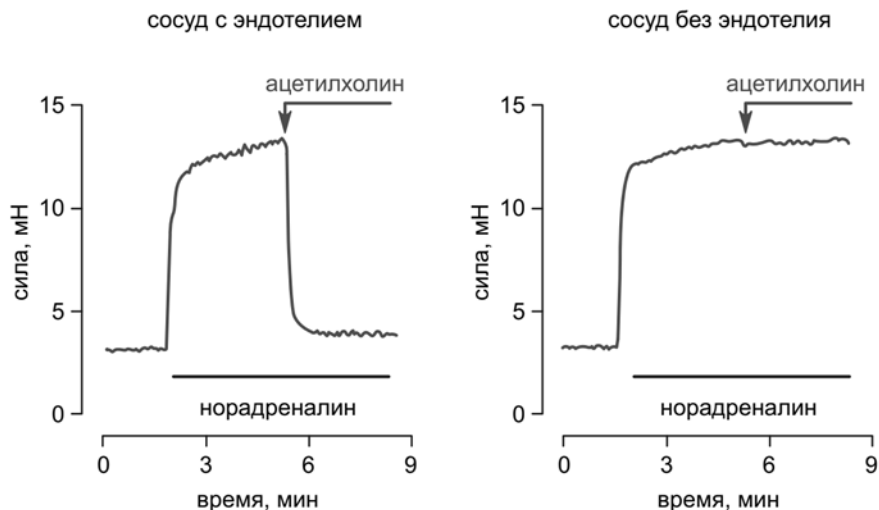 сосуд с эндотелием
ацетилхолин
15
10
5
0
сила, мН
норадреналин
0 3 6 9
время, мин
сосуд без эндотелия
ацетилхолин
15
10
5
0
сила, мН
норадреналин
0 3 6 9
время, мин